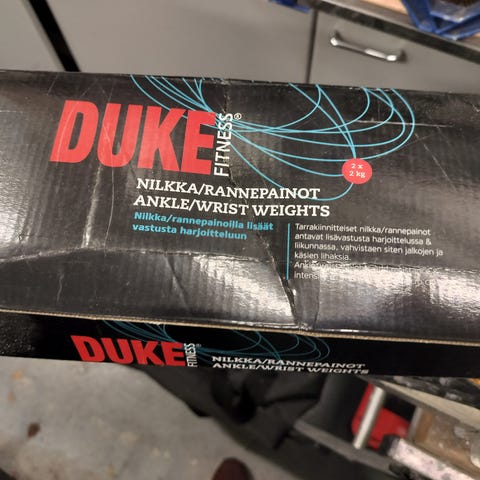 DUKE
FITNESS®
2 x
2 kg
NILKKA/RANNEPAINOT
ANKLE/WRIST WEIGHTS
Nilkka/rannepainoilla lisäät
vastusta harjoitteluun
Tarrakiinnitteiset nilkka/rannepainot
antavat lisävastusta harjoittelussa &
liikunnassa, vahvistaen siten jalkojen ja
käsien lihaksia.
DUKE
FITNESS®
NILKKA/RANNEPAINOT
ANKLE/WRIST WEIGHTS